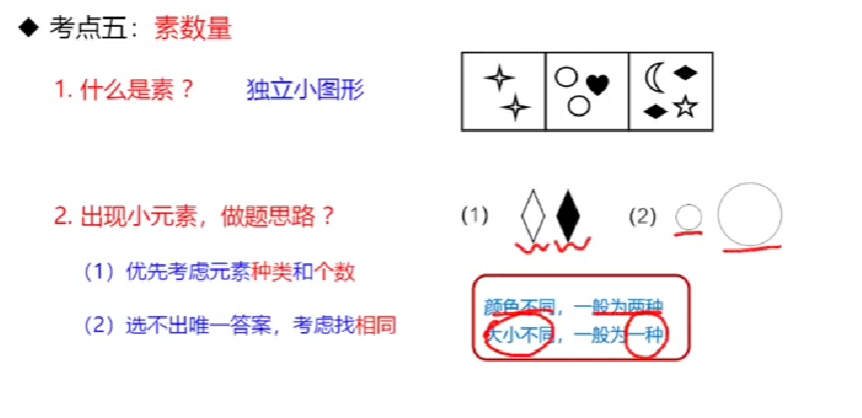 ◆ 考点五：素数量
1. 什么是素？ 独立小图形
2. 出现小元素，做题思路？ (1) (2)
（1）优先考虑元素种类和个数
（2）选不出唯一答案，考虑找相同
颜色不同，一般为两种
大小不同，一般为一种